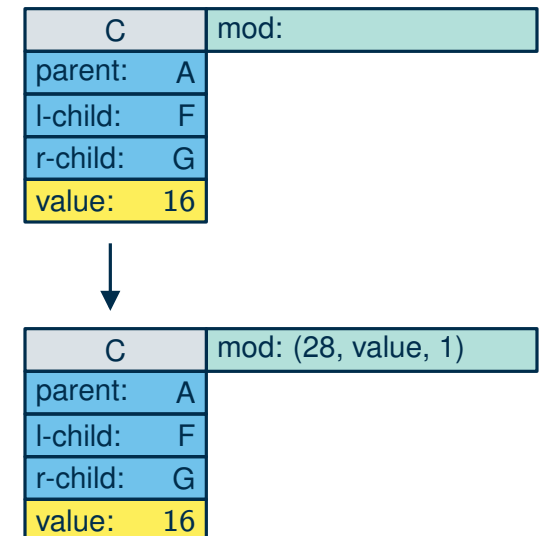 C mod:
parent: A
l-child: F
r-child: G
value: 16
C mod: (28, value, 1)
parent: A
l-child: F
r-child: G
value: 16